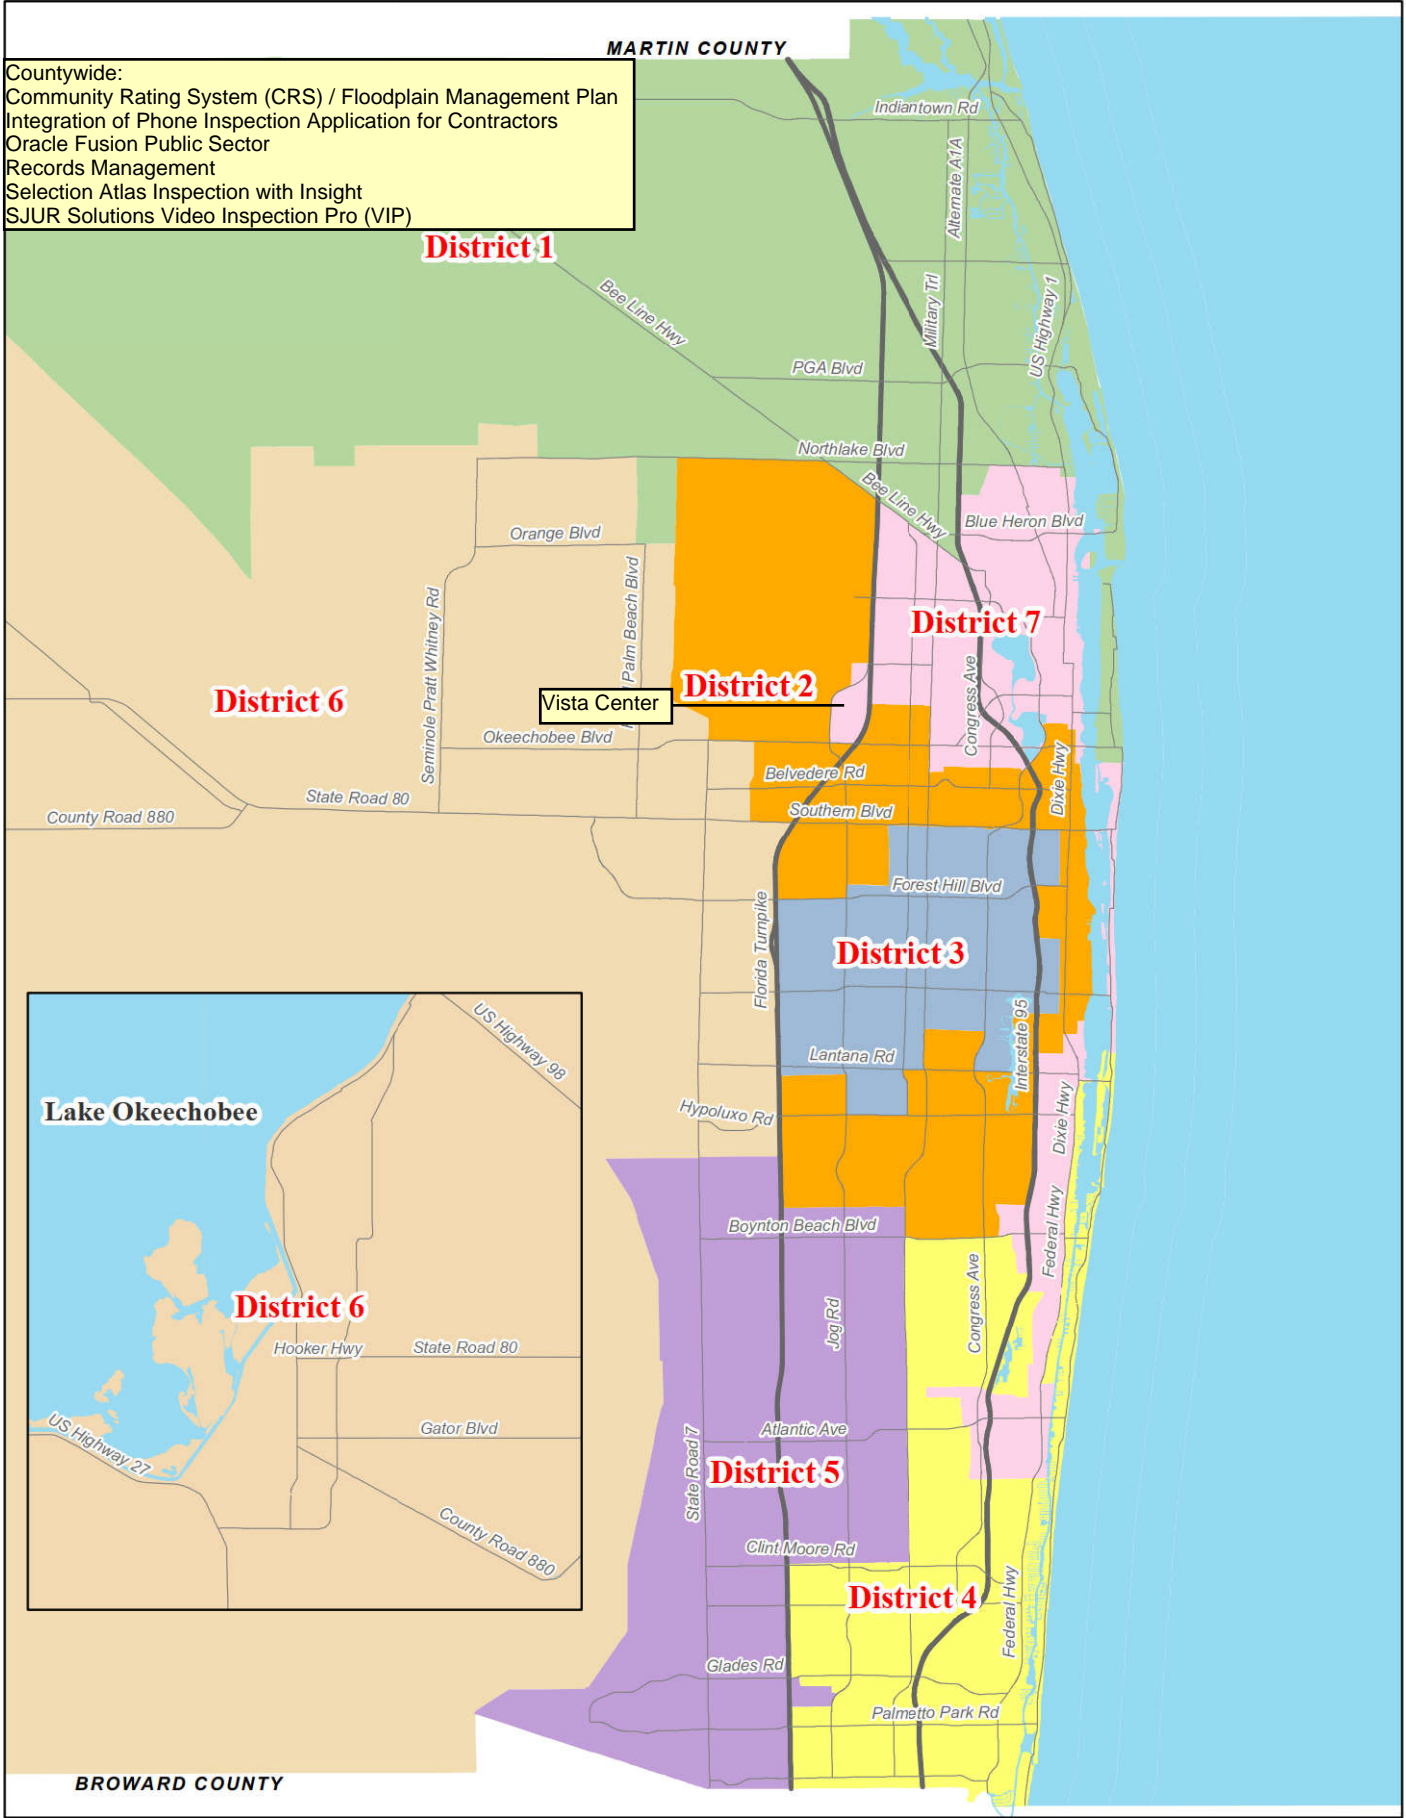 MARTIN COUNTY
Countywide:
Community Rating System (CRS) / Floodplain Management Plan
Integration of Phone Inspection Application for Contractors
Oracle Fusion Public Sector
Records Management
Selection Atlas Inspection with Insight
SJUR Solutions Video Inspection Pro (VIP)
Indiantown Rd
Alternate A1A
District 1
Bee Line Hwy
Military Trl
US Highway 1
PGA Blvd
Northlake Blvd
Bee Line Hwy
Blue Heron Blvd
Orange Blvd
Seminole Pratt Whitney Rd
Palm Beach Blvd
District 7
District 6
District 2
Vista Center
Congress Ave
Okeechobee Blvd
Belvedere Rd
Dixie Hwy
State Road 80
Southern Blvd
County Road 880
Forest Hill Blvd
Florida Turnpike
District 3
Interstate 95
Lantana Rd
Hypoluxo Rd
Dixie Hwy
US Highway 98
Lake Okeechobee
Federal Hwy
Boynton Beach Blvd
Congress Ave
Jog Rd
District 6
Hooker Hwy
State Road 80
Gator Blvd
US Highway 27
County Road 880
Atlantic Ave
State Road 7
District 5
Clint Moore Rd
District 4
Federal Hwy
Glades Rd
Palmetto Park Rd
BROWARD COUNTY